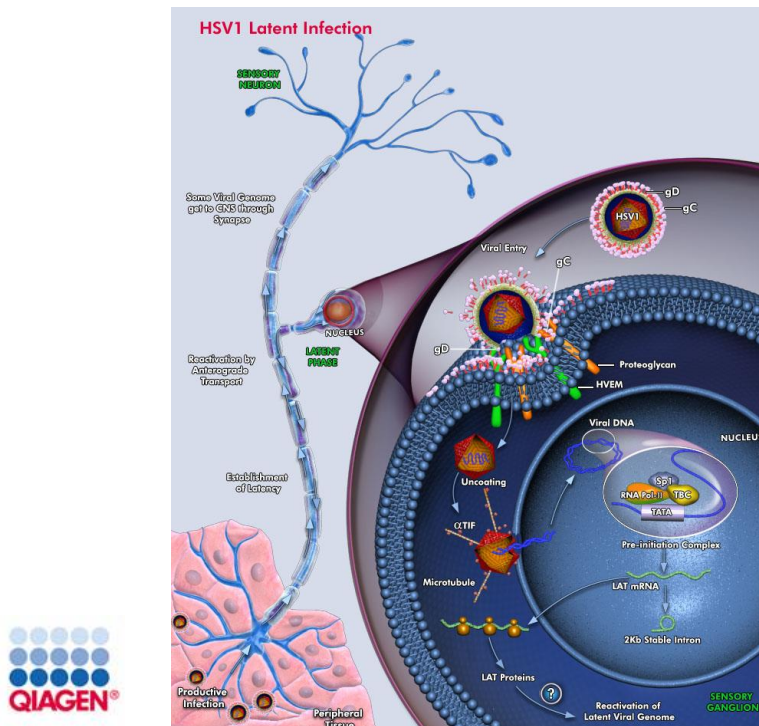 HSV1 Latent Infection
SENSORY
NEURON
gD
gC
HSV1
Some Viral Genome
get to CNS through
Synapse
Viral Entry
gC
NUCLEUS
gD
LATENT
PHASE
Reactivation by
Anterograde
Transport
Proteoglycan
HVEM
Viral DNA
NUCLEUS
Establishment
of Latency
Uncoating
Sp1
RNA Pol-II
TBC
TATA
αTIF
Pre-initiation Complex
Microtubule
LAT mRNA
2Kb Stable Intron
LAT Proteins
Productive
Infection
?
Reactivation of
Latent Viral Genome
SENSORY
GANGLION
Peripheral
Tissue
QIAGEN®